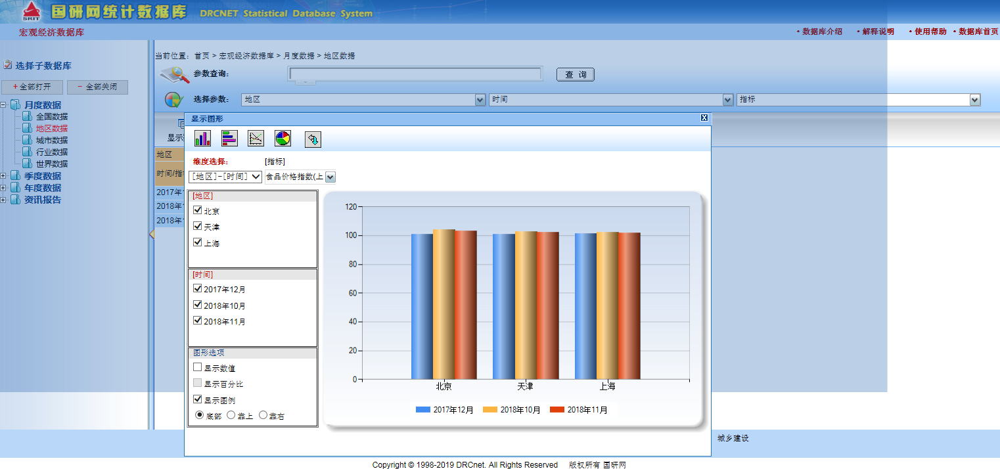 SRIT 国研网统计数据库 DRCNET Statistical Database System
宏观经济数据库 • 数据库介绍 • 解释说明 • 使用帮助 • 数据库首页
当前位置: 首页 > 宏观经济数据库 > 月度数据 > 地区数据
选择子数据库
参数查询:
查 询
+ 全部打开 − 全部关闭
选择参数: 地区 时间 指标
月度数据
全国数据
地区数据
城市数据
行业数据
世界数据
季度数据
年度数据
资讯报告
显示
地区
时间/指
2017年
2018年
2018年
显示图形 X
维度选择: [指标]
[地区]-[时间] 食品价格指数(上
[地区]
北京
天津
上海
[时间]
2017年12月
2018年10月
2018年11月
图形选项
显示数值
显示百分比
显示图例
底部 靠上 靠右
120
100
80
60
40
20
0
北京 天津 上海
2017年12月 2018年10月 2018年11月
城乡建设
Copyright © 1998-2019 DRCnet. All Rights Reserved 版权所有 国研网